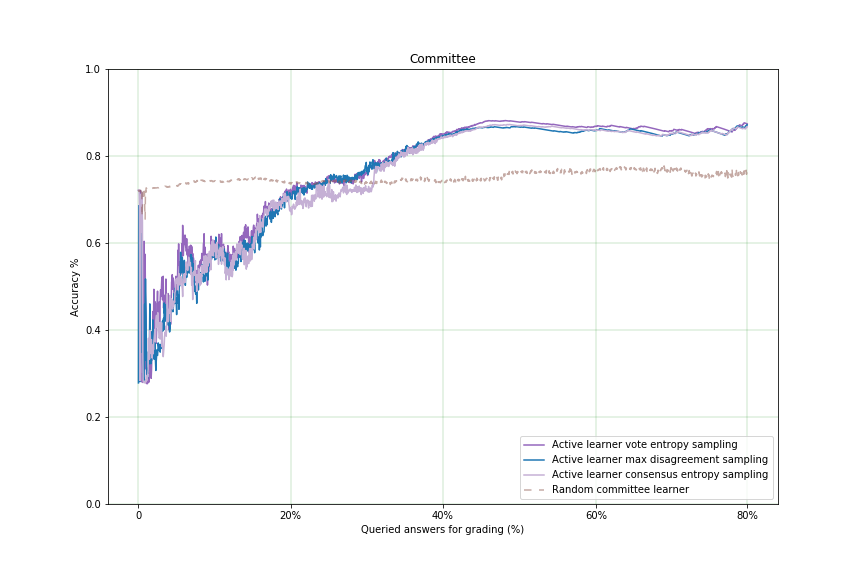 Committee
1.0
0.8
0.6
0.4
0.2
0.0
Accuracy %
0
20%
40%
60%
80%
Queried answers for grading (%)
Active learner vote entropy sampling
Active learner max disagreement sampling
Active learner consensus entropy sampling
Random committee learner